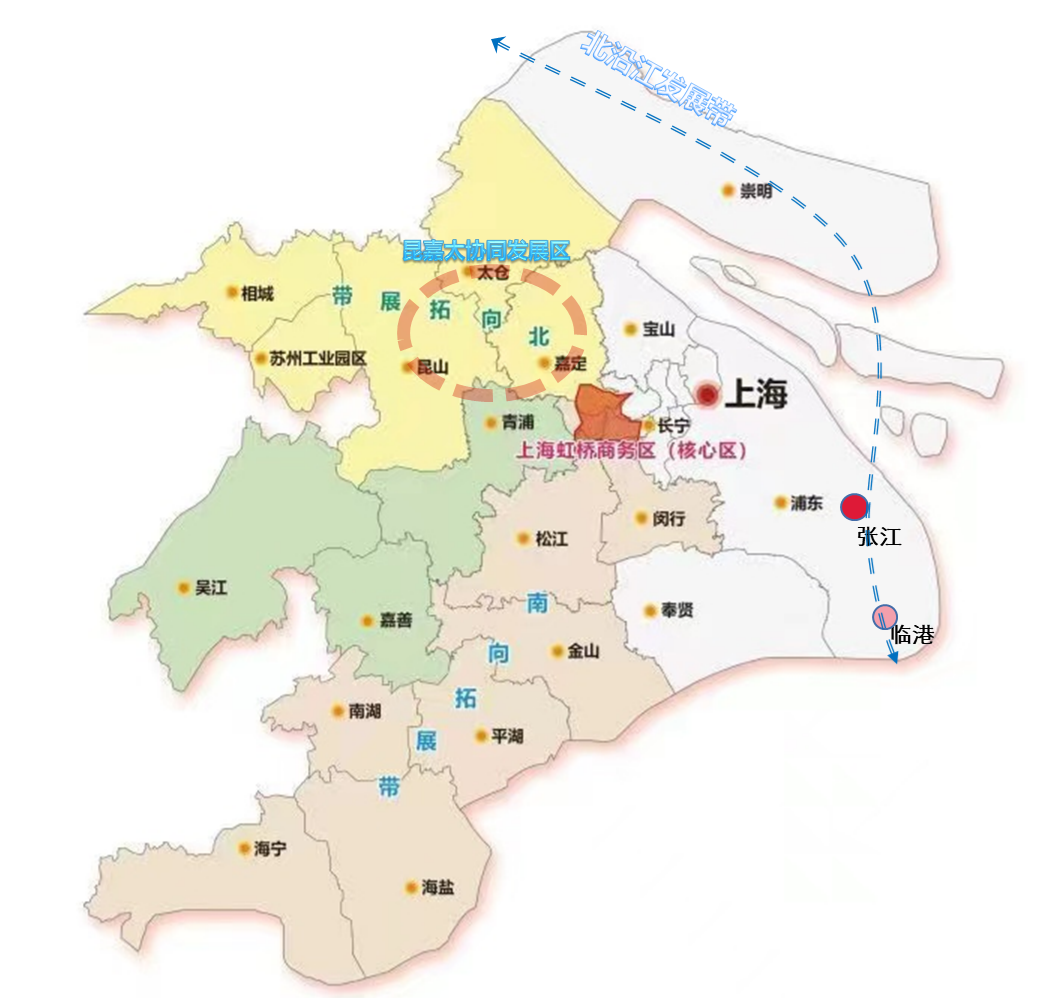 北沿江发展带
崇明
昆嘉太协同发展区
太仓
相城
带展拓向北
宝山
苏州工业园区
昆山
嘉定
上海
青浦
长宁
上海虹桥商务区（核心区）
浦东
张江
闵行
松江
吴江
嘉善
奉贤
临港
南向拓展带
金山
南湖
平湖
海宁
海盐